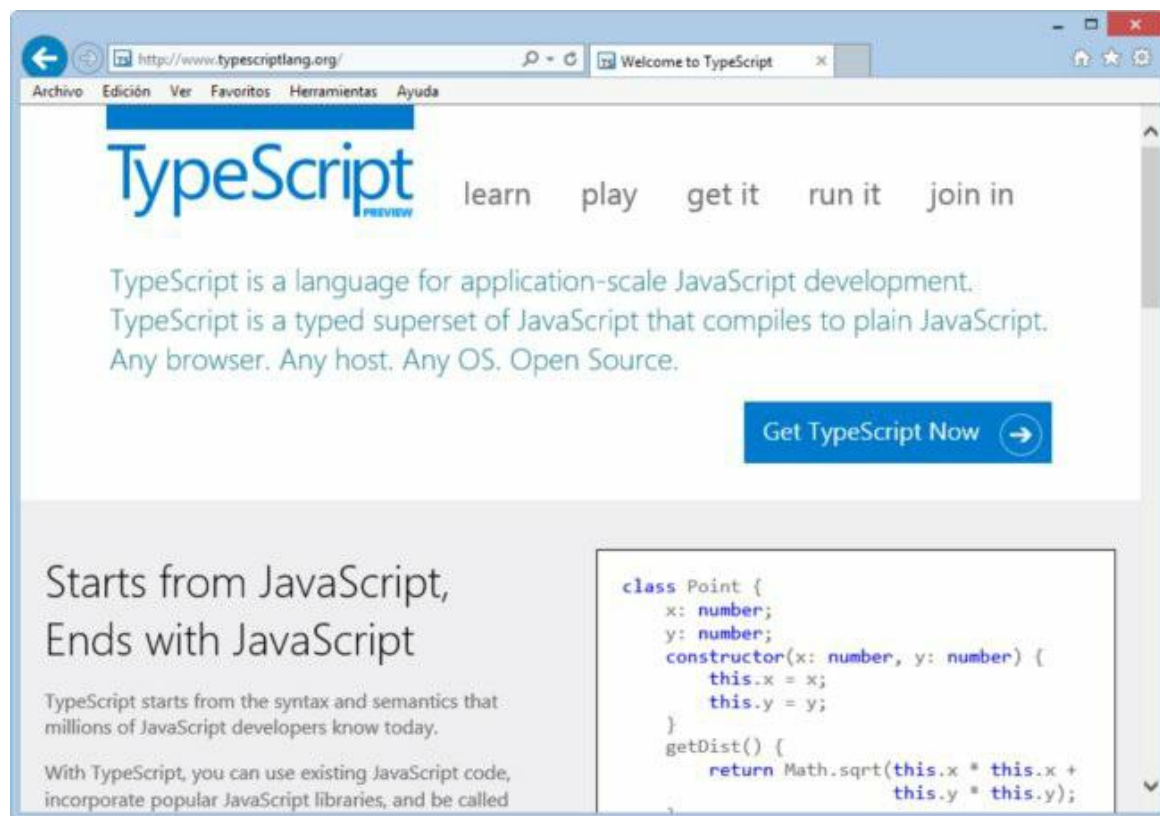 http://www.typescriptlang.org/
Welcome to TypeScript
Archivo Edición Ver Favoritos Herramientas Ayuda
TypeScript
PREVIEW
learn play get it run it join in
TypeScript is a language for application-scale JavaScript development.
TypeScript is a typed superset of JavaScript that compiles to plain JavaScript.
Any browser. Any host. Any OS. Open Source.
Get TypeScript Now
Starts from JavaScript,
Ends with JavaScript
TypeScript starts from the syntax and semantics that
millions of JavaScript developers know today.
With TypeScript, you can use existing JavaScript code,
incorporate popular JavaScript libraries, and be called
class Point {
    x: number;
    y: number;
    constructor(x: number, y: number) {
        this.x = x;
        this.y = y;
    }
    getDist() {
        return Math.sqrt(this.x * this.x +
                         this.y * this.y);
    }